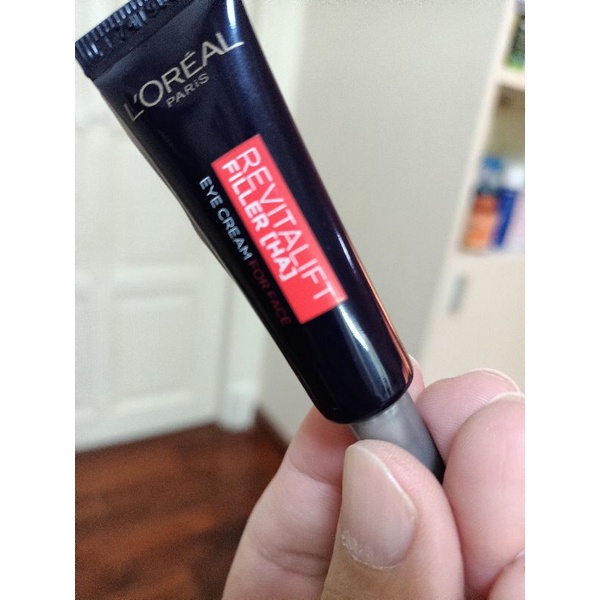 L'ORÉAL
PARIS
REVITALIFT
FILLER [HA]
EYE CREAM FOR FACE